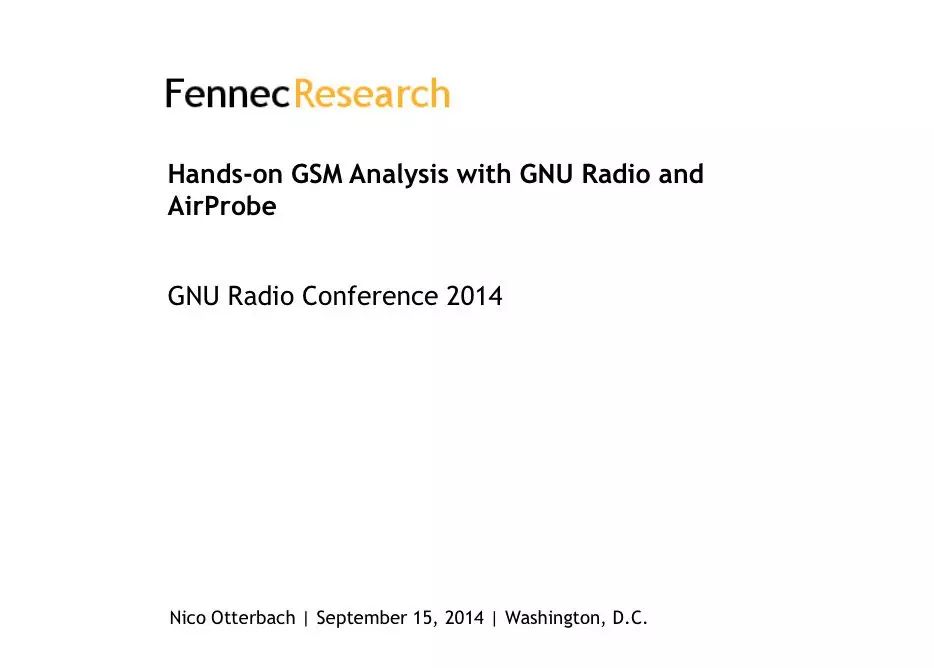 FennecResearch
Hands-on GSM Analysis with GNU Radio and
AirProbe
GNU Radio Conference 2014
Nico Otterbach | September 15, 2014 | Washington, D.C.